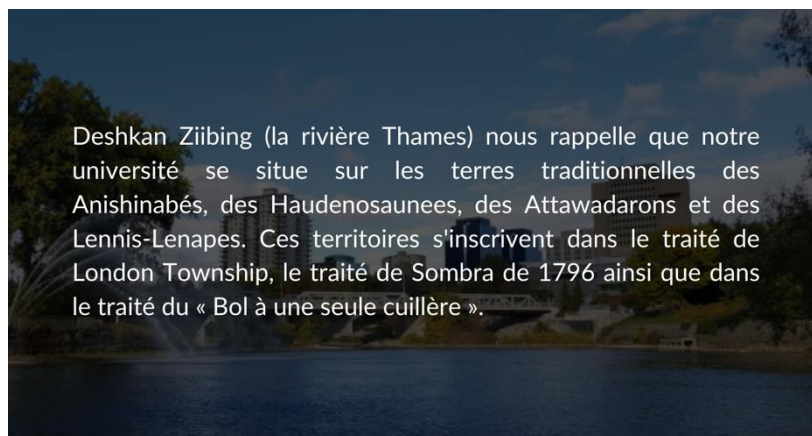 Deshkan Ziibing (la rivière Thames) nous rappelle que notre
université se situe sur les terres traditionnelles des
Anishinabés, des Haudenosaunees, des Attawadarons et des
Lennis-Lenapes. Ces territoires s'inscrivent dans le traité de
London Township, le traité de Sombra de 1796 ainsi que dans
le traité du « Bol à une seule cuillère ».